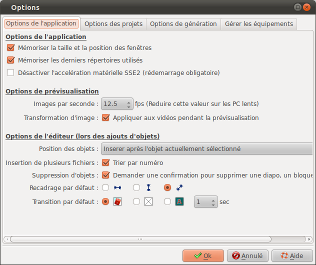 Options
Options de l'application Options des projets Options de génération Gérer les équipements
Options de l'application
Mémoriser la taille et la position des fenêtres
Mémoriser les derniers répertoires utilisés
Désactiver l'accelération matérielle SSE2 (redémarrage obligatoire)
Options de prévisualisation
Images par seconde : 12.5 fps (Reduire cette valeur sur les PC lents)
Transformation d'image : Appliquer aux vidéos pendant la prévisualisation
Options de l'éditeur (lors des ajouts d'objets)
Position des objets : Inserer après l'objet actuellement sélectionné
Insertion de plusieurs fichiers : Trier par numéro
Suppression d'objets : Demander une confirmation pour supprimer une diapo, un bloque
Recadrage par défaut :
Transition par défaut : 1 sec
Ok Annulé Aide